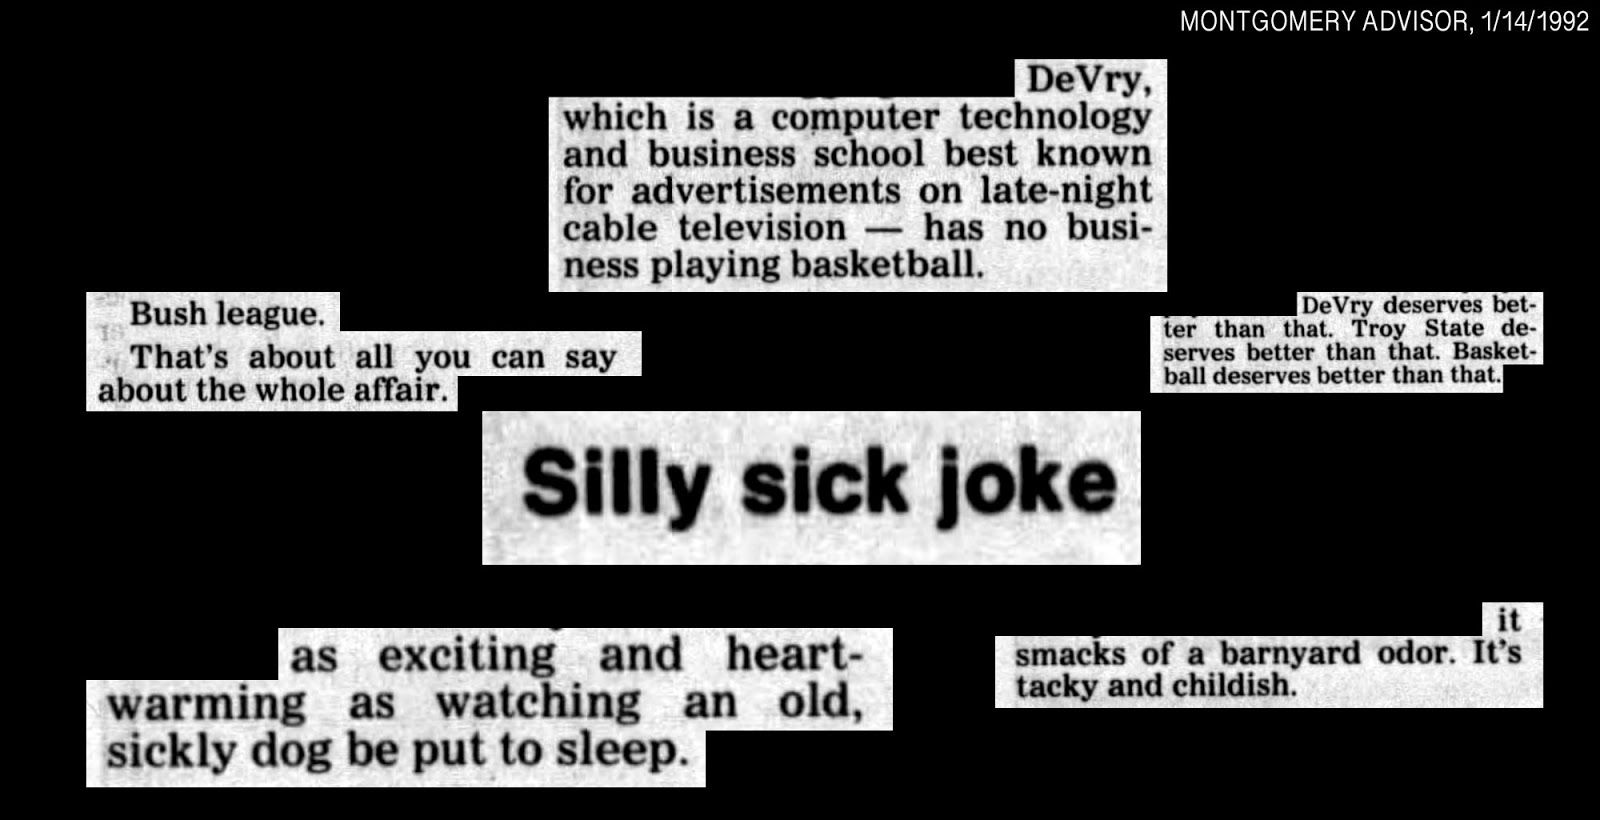 MONTGOMERY ADVISOR, 1/14/1992
DeVry,
which is a computer technology
and business school best known
for advertisements on late-night
cable television — has no busi-
ness playing basketball.
Bush league.
That's about all you can say
about the whole affair.
DeVry deserves bet-
ter than that. Troy State de-
serves better than that. Basket-
ball deserves better than that.
Silly sick joke
as exciting and heart-
warming as watching an old,
sickly dog be put to sleep.
it
smacks of a barnyard odor. It's
tacky and childish.